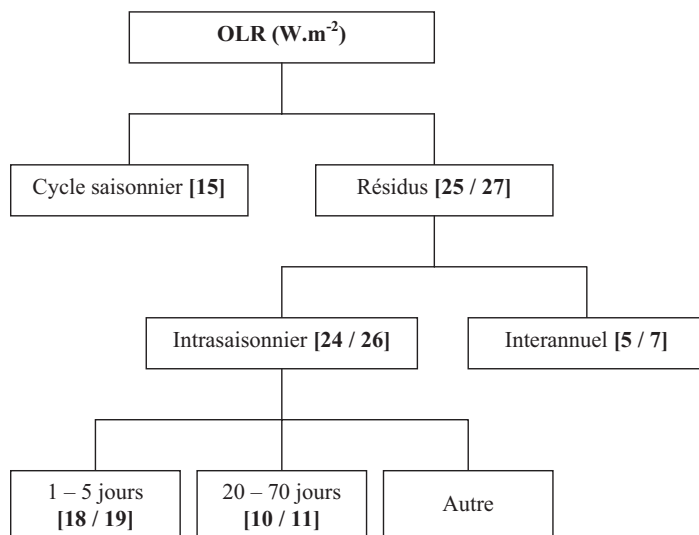 OLR (W.m⁻²)
Cycle saisonnier [15]
Résidus [25 / 27]
Intrasaisonnier [24 / 26]
Interannuel [5 / 7]
1 – 5 jours
[18 / 19]
20 – 70 jours
[10 / 11]
Autre